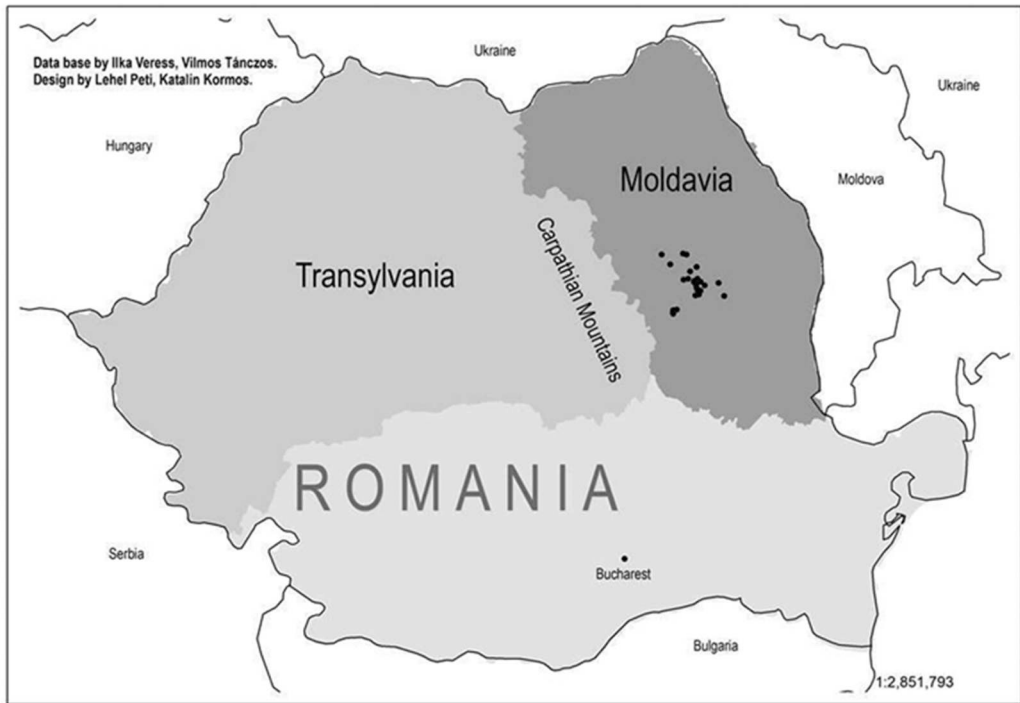 Data base by Ilka Veress, Vilmos Tánczos.
Design by Lehel Peti, Katalin Kormos.
Ukraine
Ukraine
Hungary
Moldavia
Moldova
Transylvania
Carpathian Mountains
ROMANIA
Serbia
Bucharest
Bulgaria
1:2,851,793